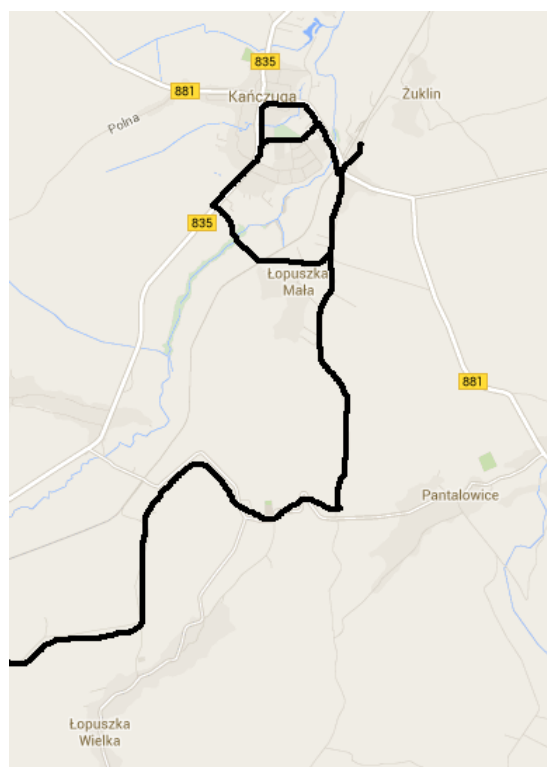 835
881
Kańczuga
Żuklin
Polna
835
Łopuszka
Mała
881
Pantalowice
Łopuszka
Wielka